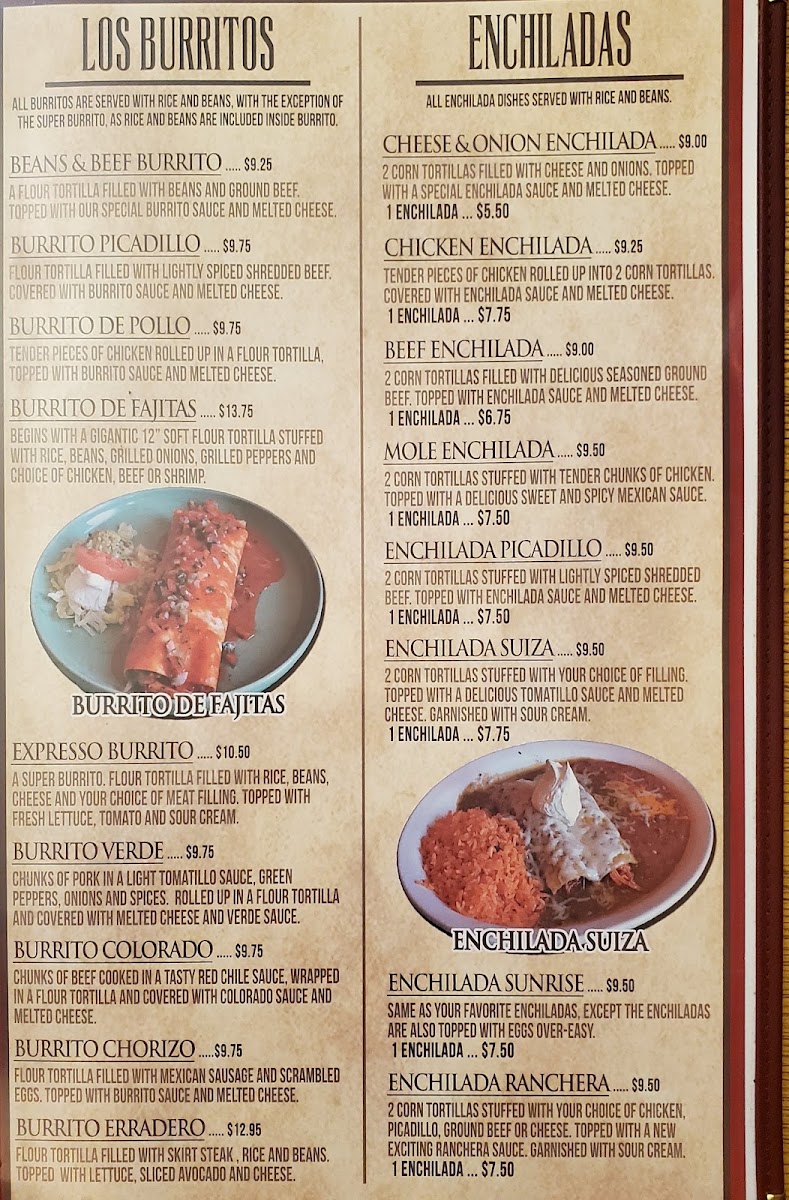 LOS BURRITOS
ALL BURRITOS ARE SERVED WITH RICE AND BEANS, WITH THE EXCEPTION OF
THE SUPER BURRITO, AS RICE AND BEANS ARE INCLUDED INSIDE BURRITO.
BEANS & BEEF BURRITO ..... $9.25
A FLOUR TORTILLA FILLED WITH BEANS AND GROUND BEEF.
TOPPED WITH OUR SPECIAL BURRITO SAUCE AND MELTED CHEESE.
BURRITO PICADILLO ..... $9.75
FLOUR TORTILLA FILLED WITH LIGHTLY SPICED SHREDDED BEEF.
COVERED WITH BURRITO SAUCE AND MELTED CHEESE.
BURRITO DE POLLO ..... $9.75
TENDER PIECES OF CHICKEN ROLLED UP IN A FLOUR TORTILLA,
TOPPED WITH BURRITO SAUCE AND MELTED CHEESE.
BURRITO DE FAJITAS ..... $13.75
BEGINS WITH A GIGANTIC 12" SOFT FLOUR TORTILLA STUFFED
WITH RICE, BEANS, GRILLED ONIONS, GRILLED PEPPERS AND
CHOICE OF CHICKEN, BEEF OR SHRIMP.
BURRITO DE FAJITAS
EXPRESSO BURRITO ..... $10.50
A SUPER BURRITO. FLOUR TORTILLA FILLED WITH RICE, BEANS,
CHEESE AND YOUR CHOICE OF MEAT FILLING. TOPPED WITH
FRESH LETTUCE, TOMATO AND SOUR CREAM.
BURRITO VERDE ..... $9.75
CHUNKS OF PORK IN A LIGHT TOMATILLO SAUCE, GREEN
PEPPERS, ONIONS AND SPICES. ROLLED UP IN A FLOUR TORTILLA
AND COVERED WITH MELTED CHEESE AND VERDE SAUCE.
BURRITO COLORADO ..... $9.75
CHUNKS OF BEEF COOKED IN A TASTY RED CHILE SAUCE, WRAPPED
IN A FLOUR TORTILLA AND COVERED WITH COLORADO SAUCE AND
MELTED CHEESE.
BURRITO CHORIZO .....$9.75
FLOUR TORTILLA FILLED WITH MEXICAN SAUSAGE AND SCRAMBLED
EGGS. TOPPED WITH BURRITO SAUCE AND MELTED CHEESE.
BURRITO ERRADERO ..... $12.95
FLOUR TORTILLA FILLED WITH SKIRT STEAK , RICE AND BEANS.
TOPPED WITH LETTUCE, SLICED AVOCADO AND CHEESE.
ENCHILADAS
ALL ENCHILADA DISHES SERVED WITH RICE AND BEANS.
CHEESE & ONION ENCHILADA ..... $9.00
2 CORN TORTILLAS FILLED WITH CHEESE AND ONIONS. TOPPED
WITH A SPECIAL ENCHILADA SAUCE AND MELTED CHEESE.
1 ENCHILADA ... $5.50
CHICKEN ENCHILADA ..... $9.25
TENDER PIECES OF CHICKEN ROLLED UP INTO 2 CORN TORTILLAS.
COVERED WITH ENCHILADA SAUCE AND MELTED CHEESE.
1 ENCHILADA ... $7.75
BEEF ENCHILADA ..... $9.00
2 CORN TORTILLAS FILLED WITH DELICIOUS SEASONED GROUND
BEEF. TOPPED WITH ENCHILADA SAUCE AND MELTED CHEESE.
1 ENCHILADA ... $6.75
MOLE ENCHILADA ..... $9.50
2 CORN TORTILLAS STUFFED WITH TENDER CHUNKS OF CHICKEN.
TOPPED WITH A DELICIOUS SWEET AND SPICY MEXICAN SAUCE.
1 ENCHILADA ... $7.50
ENCHILADA PICADILLO ..... $9.50
2 CORN TORTILLAS STUFFED WITH LIGHTLY SPICED SHREDDED
BEEF. TOPPED WITH ENCHILADA SAUCE AND MELTED CHEESE.
1 ENCHILADA ... $7.50
ENCHILADA SUIZA ..... $9.50
2 CORN TORTILLAS STUFFED WITH YOUR CHOICE OF FILLING.
TOPPED WITH A DELICIOUS TOMATILLO SAUCE AND MELTED
CHEESE. GARNISHED WITH SOUR CREAM.
1 ENCHILADA ... $7.75
ENCHILADA SUIZA
ENCHILADA SUNRISE ..... $9.50
SAME AS YOUR FAVORITE ENCHILADAS, EXCEPT THE ENCHILADAS
ARE ALSO TOPPED WITH EGGS OVER-EASY.
1 ENCHILADA ... $7.50
ENCHILADA RANCHERA ..... $9.50
2 CORN TORTILLAS STUFFED WITH YOUR CHOICE OF CHICKEN,
PICADILLO, GROUND BEEF OR CHEESE. TOPPED WITH A NEW
EXCITING RANCHERA SAUCE. GARNISHED WITH SOUR CREAM.
1 ENCHILADA ... $7.50